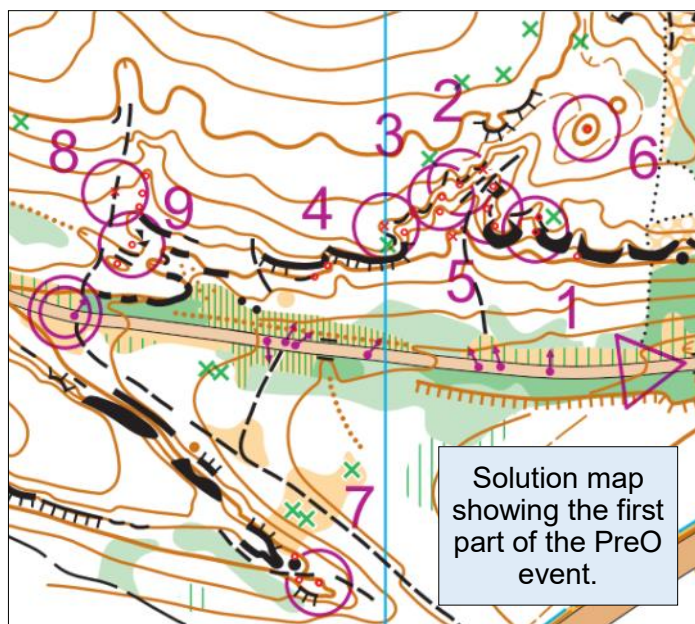 2
3
6
8
9
4
5
1
7
Solution map
showing the first
part of the PreO
event.